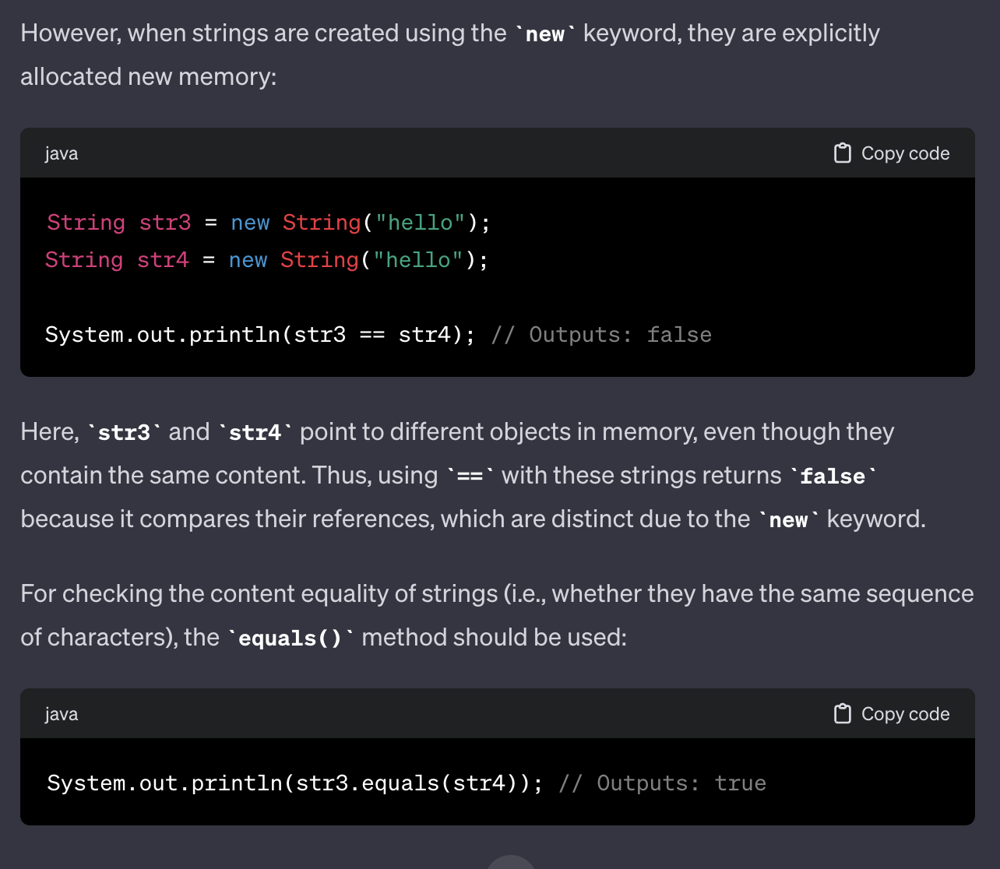 However, when strings are created using the `new` keyword, they are explicitly
allocated new memory:
java
Copy code
String str3 = new String("hello");
String str4 = new String("hello");
System.out.println(str3 == str4); // Outputs: false
Here, `str3` and `str4` point to different objects in memory, even though they
contain the same content. Thus, using `==` with these strings returns `false`
because it compares their references, which are distinct due to the `new` keyword.
For checking the content equality of strings (i.e., whether they have the same sequence
of characters), the `equals()` method should be used:
java
Copy code
System.out.println(str3.equals(str4)); // Outputs: true